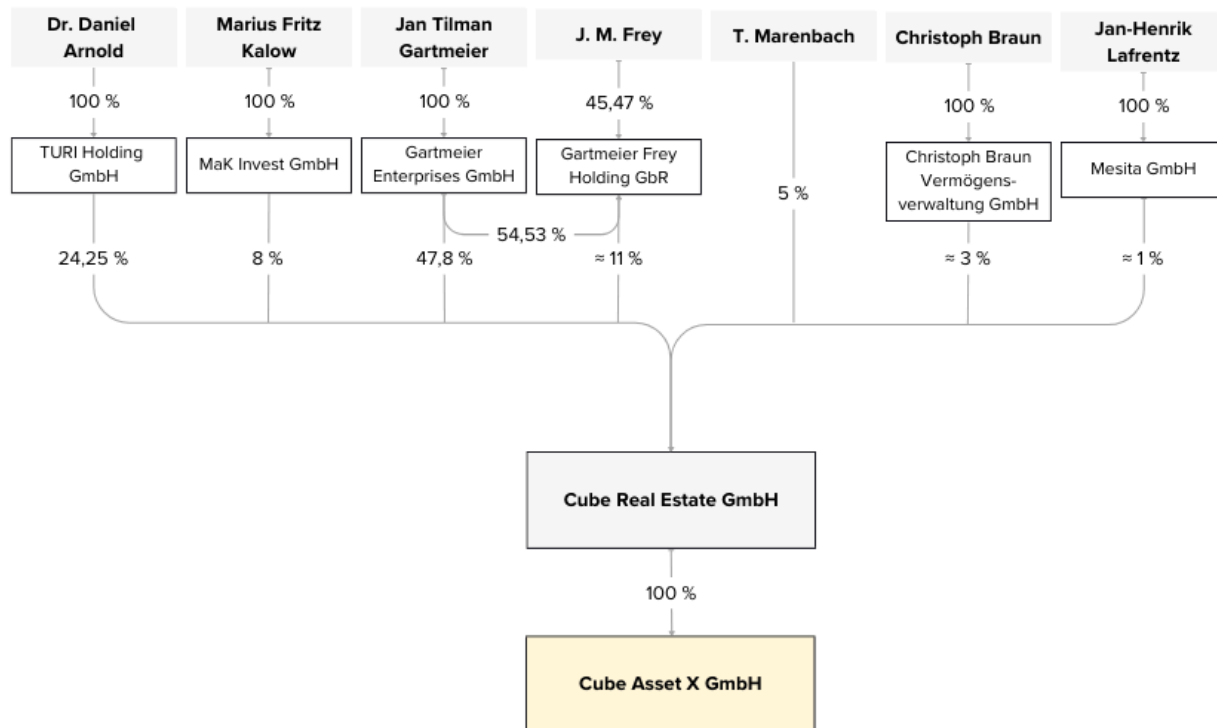 Dr. Daniel
Arnold
Marius Fritz
Kalow
Jan Tilman
Gartmeier
J. M. Frey
T. Marenbach
Christoph Braun
Jan-Henrik
Lafrentz
100 %
100 %
100 %
45,47 %
100 %
100 %
TURI Holding
GmbH
MaK Invest GmbH
Gartmeier
Enterprises GmbH
Gartmeier Frey
Holding GbR
5 %
Christoph Braun
Vermögens-
verwaltung GmbH
Mesita GmbH
54,53 %
24,25 %
8 %
47,8 %
≈ 11 %
≈ 3 %
≈ 1 %
Cube Real Estate GmbH
100 %
Cube Asset X GmbH